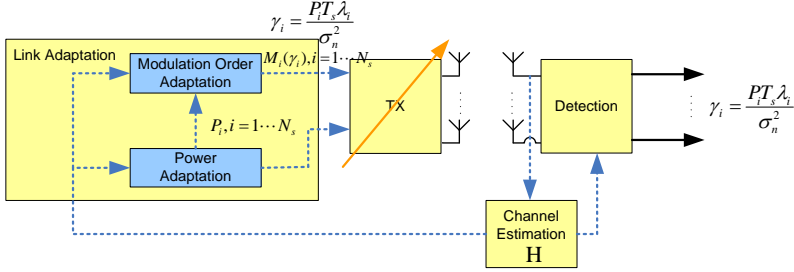 γ_i = P_i T_s λ_i / σ_n^2
Link Adaptation
Modulation Order
Adaptation
M_i(γ_i), i = 1⋯N_s
P_i, i = 1⋯N_s
Power
Adaptation
TX
Detection
γ_i = P_i T_s λ_i / σ_n^2
Channel
Estimation
H